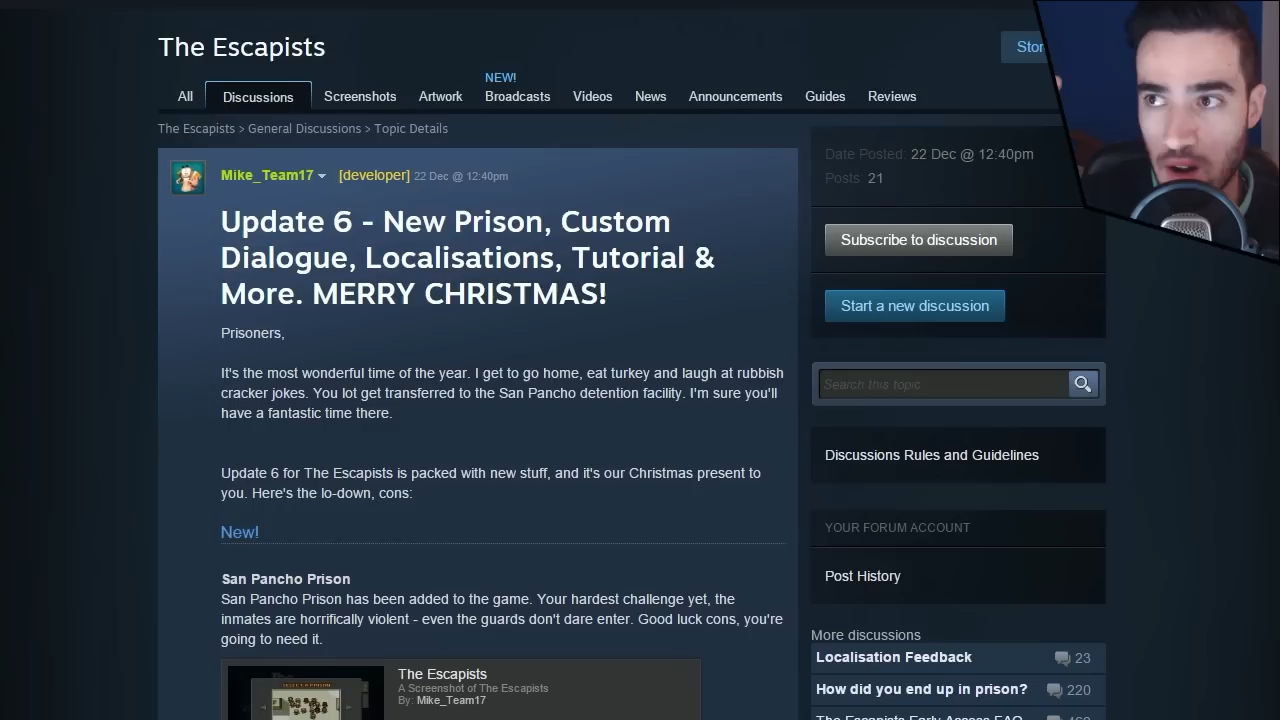 The Escapists
Stor
NEW!
All Discussions Screenshots Artwork Broadcasts Videos News Announcements Guides Reviews
The Escapists > General Discussions > Topic Details
Mike_Team17 [developer] 22 Dec @ 12:40pm
Update 6 - New Prison, Custom
Dialogue, Localisations, Tutorial &
More. MERRY CHRISTMAS!
Prisoners,
It's the most wonderful time of the year. I get to go home, eat turkey and laugh at rubbish
cracker jokes. You lot get transferred to the San Pancho detention facility. I'm sure you'll
have a fantastic time there.
Update 6 for The Escapists is packed with new stuff, and it's our Christmas present to
you. Here's the lo-down, cons:
New!
San Pancho Prison
San Pancho Prison has been added to the game. Your hardest challenge yet, the
inmates are horrifically violent - even the guards don't dare enter. Good luck cons, you're
going to need it.
SELECT A PRISON
The Escapists
A Screenshot of The Escapists
By: Mike_Team17
Date Posted: 22 Dec @ 12:40pm
Posts: 21
Subscribe to discussion
Start a new discussion
Search this topic
Discussions Rules and Guidelines
YOUR FORUM ACCOUNT
Post History
More discussions
Localisation Feedback 23
How did you end up in prison? 220
The Escapists Early Access FAQ